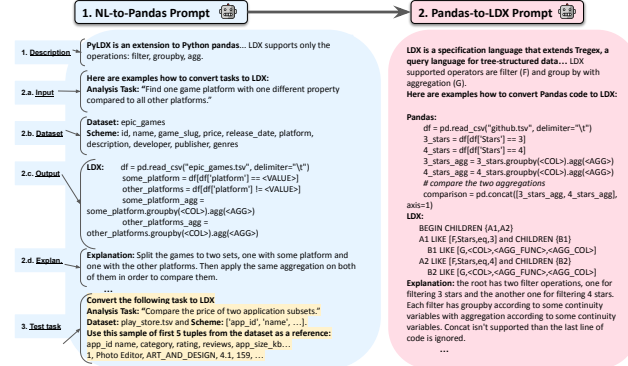 1. NL-to-Pandas Prompt
2. Pandas-to-LDX Prompt
1. Description
PyLDX is an extension to Python pandas... LDX supports only the
operations: filter, groupby, agg.
2.a. Input
Here are examples how to convert tasks to LDX:
Analysis Task: "Find one game platform with one different property
compared to all other platforms."
2.b. Dataset
Dataset: epic_games
Scheme: id, name, game_slug, price, release_date, platform,
description, developer, publisher, genres
2.c. Output
LDX: df = pd.read_csv("epic_games.tsv", delimiter="\t")
some_platform = df[df['platform'] == <VALUE>]
other_platforms = df[df['platform'] != <VALUE>]
some_platform_agg =
some_platform.groupby(<COL>).agg(<AGG>)
other_platforms_agg =
other_platforms.groupby(<COL>).agg(<AGG>)
2.d. Explan.
Explanation: Split the games to two sets, one with some platform and
one with the other platforms. Then apply the same aggregation on both
of them in order to compare them.
...
3. Test task
Convert the following task to LDX
Analysis Task: "Compare the price of two application subsets."
Dataset: play_store.tsv and Scheme: ['app_id', 'name', ...].
Use this sample of first 5 tuples from the dataset as a reference:
app_id name, category, rating, reviews, app_size_kb...
1, Photo Editor, ART_AND_DESIGN, 4.1, 159, ...
LDX is a specification language that extends Tregex, a
query language for tree-structured data... LDX
supported operators are filter (F) and group by with
aggregation (G).
Here are examples how to convert Pandas code to LDX:
Pandas:
df = pd.read_csv("github.tsv", delimiter="\t")
3_stars = df[df['Stars'] == 3]
4_stars = df[df['Stars'] == 4]
3_stars_agg = 3_stars.groupby(<COL>).agg(<AGG>)
4_stars_agg = 4_stars.groupby(<COL>).agg(<AGG>)
# compare the two aggregations
comparison = pd.concat([3_stars_agg, 4_stars_agg],
axis=1)
LDX:
BEGIN CHILDREN {A1,A2}
A1 LIKE [F,Stars,eq,3] and CHILDREN {B1}
B1 LIKE [G,<COL>,<AGG_FUNC>,<AGG_COL>]
A2 LIKE [F,Stars,eq,4] and CHILDREN {B2}
B2 LIKE [G,<COL>,<AGG_FUNC>,<AGG_COL>]
Explanation: the root has two filter operations, one for
filtering 3 stars and the another one for filtering 4 stars.
Each filter has groupby according to some continuity
variables with aggregation according to some continuity
variables. Concat isn't supported than the last line of
code is ignored.
...